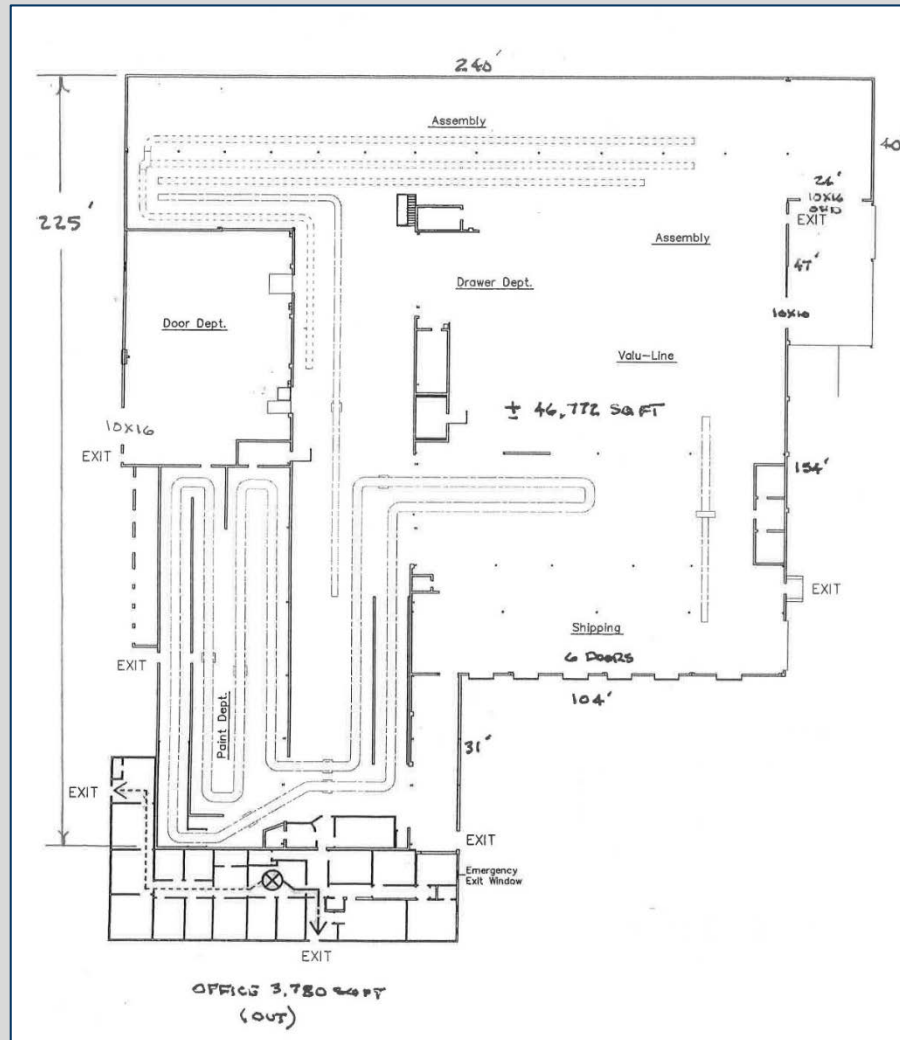 240'
Assembly
40
225'
26'
10X16
OHD
EXIT
Assembly
47'
Drawer Dept.
10X10
Door Dept.
Valu-Line
± 46,772 SQ FT
10X16
EXIT
154'
EXIT
Shipping
6 DOORS
EXIT
104'
Paint Dept.
31'
EXIT
EXIT
Emergency
Exit Window
EXIT
OFFICE 3,780 SQ FT
(OUT)